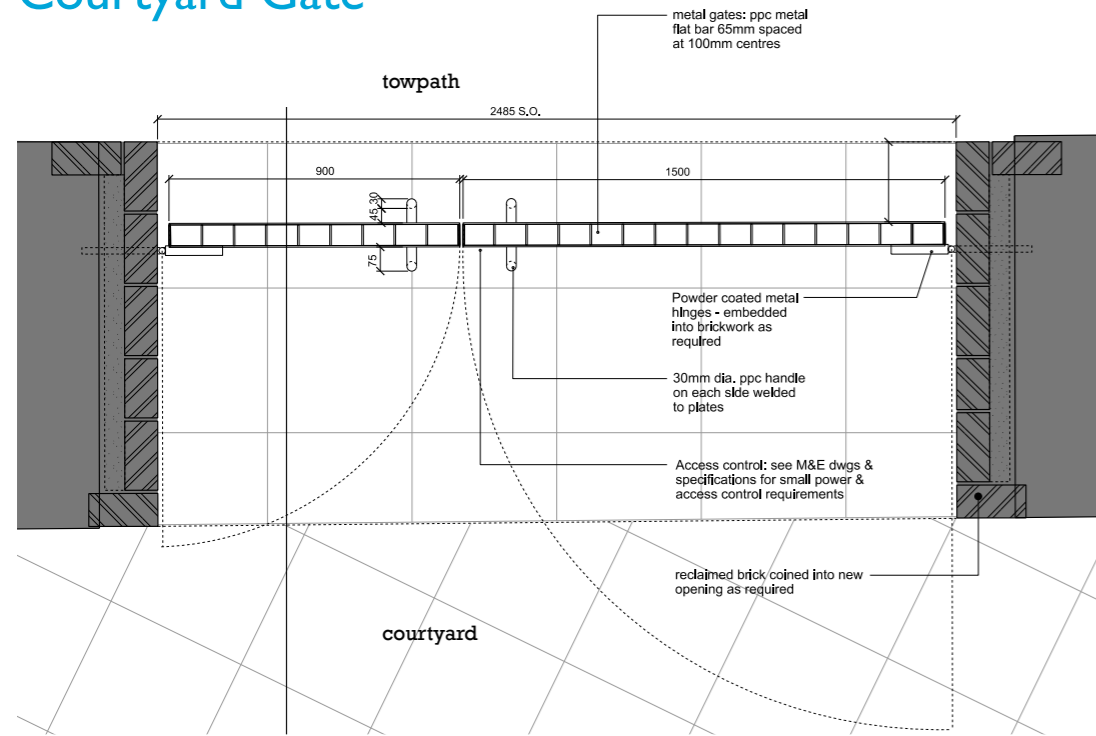 Courtyard Gate
metal gates: ppc metal
flat bar 65mm spaced
at 100mm centres
towpath
2485 S.O.
900
1500
30
45
75
Powder coated metal
hinges - embedded
into brickwork as
required
30mm dia. ppc handle
on each side welded
to plates
Access control: see M&E dwgs &
specifications for small power &
access control requirements
reclaimed brick coined into new
opening as required
courtyard